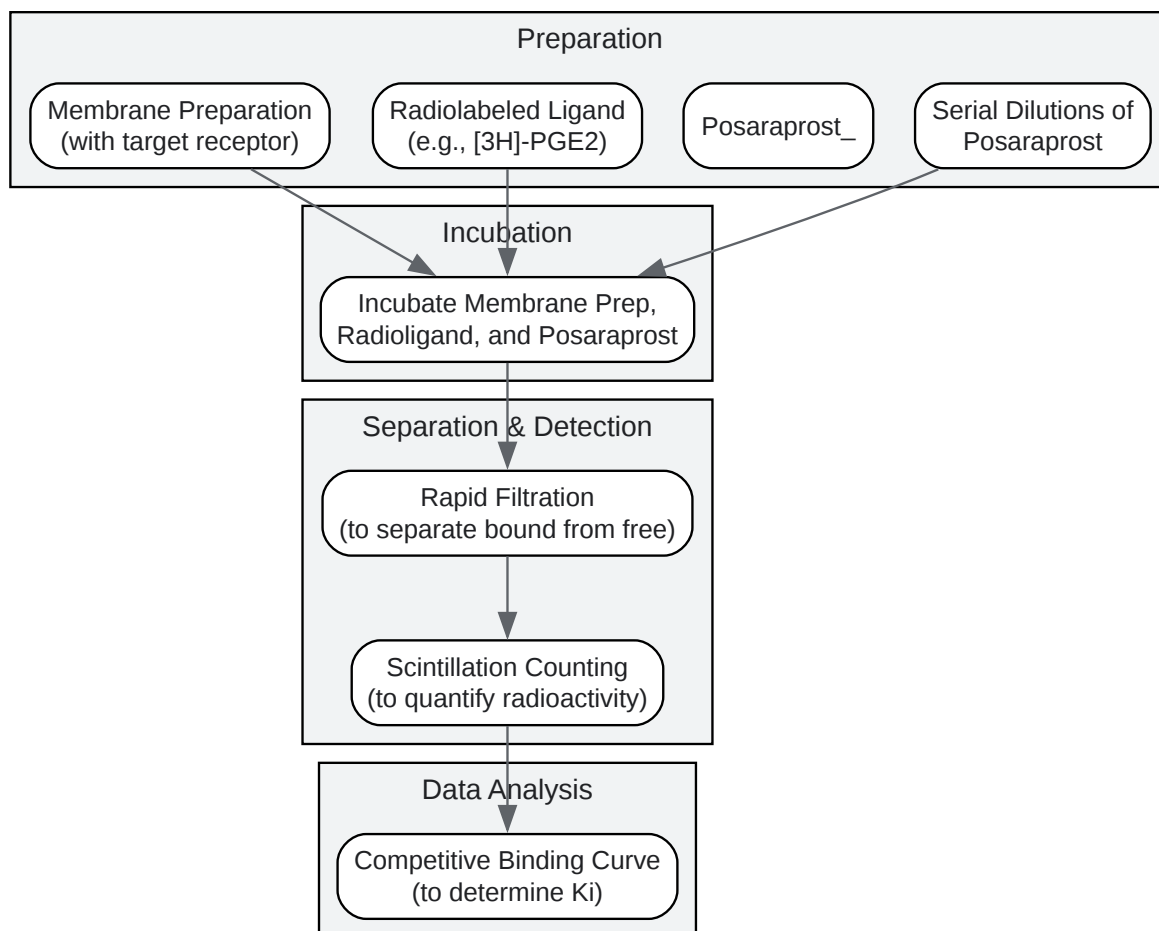 Preparation
Membrane Preparation
(with target receptor)
Radiolabeled Ligand
(e.g., [3H]-PGE2)
Posaraprost_
Serial Dilutions of
Posaraprost
Incubation
Incubate Membrane Prep,
Radioligand, and Posaraprost
Separation & Detection
Rapid Filtration
(to separate bound from free)
Scintillation Counting
(to quantify radioactivity)
Data Analysis
Competitive Binding Curve
(to determine Ki)